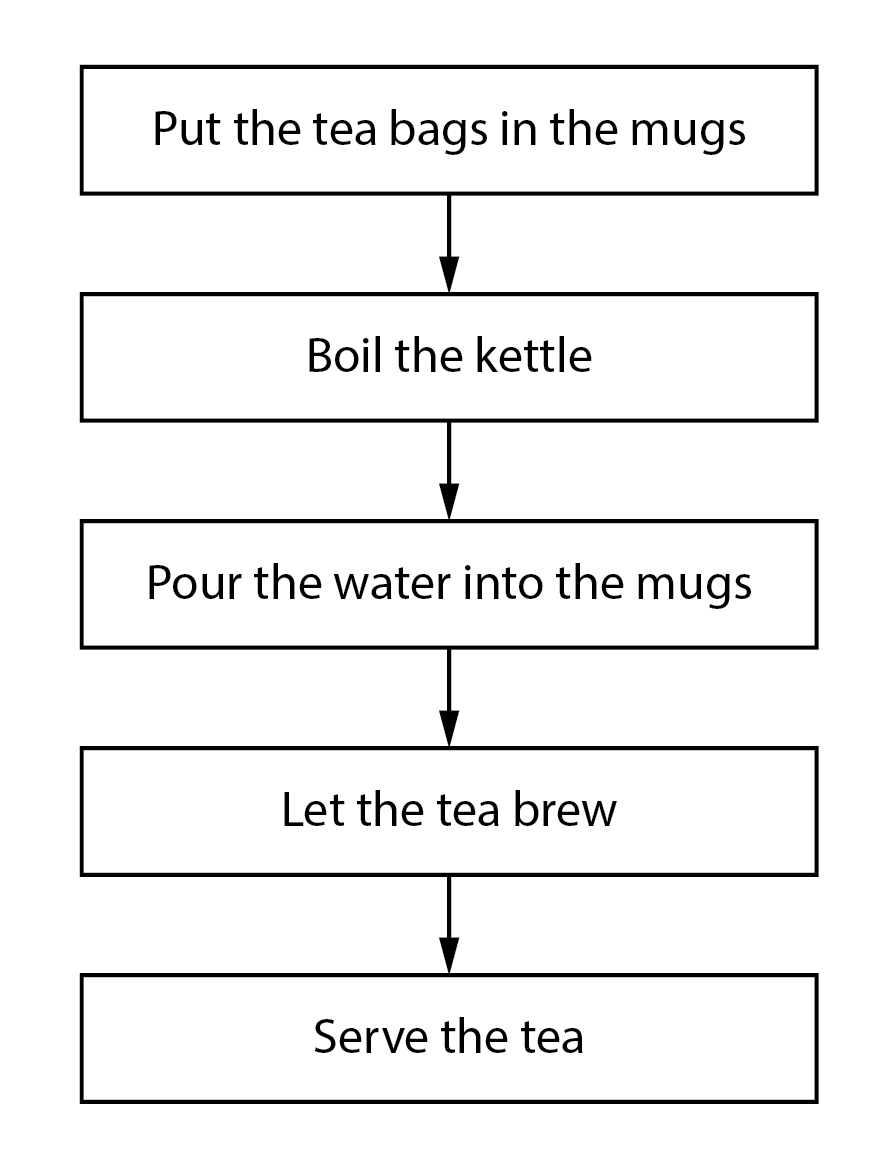 Put the tea bags in the mugs
Boil the kettle
Pour the water into the mugs
Let the tea brew
Serve the tea